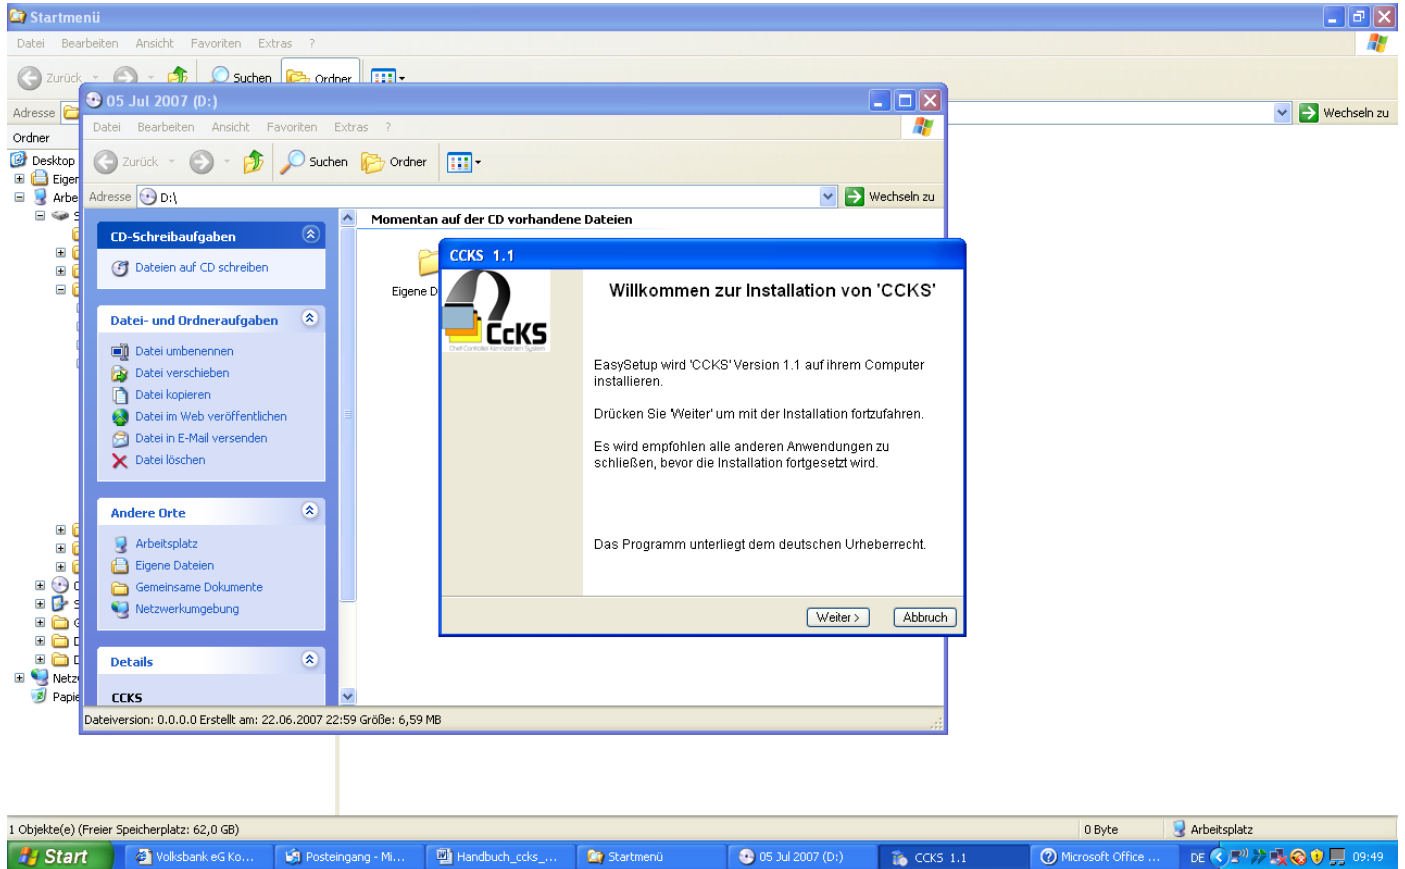 Startmenü
Datei Bearbeiten Ansicht Favoriten Extras ?
Zurück Suchen Ordner
Adresse Wechseln zu
Ordner
Desktop
05 Jul 2007 (D:)
Datei Bearbeiten Ansicht Favoriten Extras ?
Zurück Suchen Ordner
Adresse D:\ Wechseln zu
CD-Schreibaufgaben
Dateien auf CD schreiben
Datei- und Ordneraufgaben
Datei umbenennen
Datei verschieben
Datei kopieren
Datei im Web veröffentlichen
Datei in E-Mail versenden
Datei löschen
Andere Orte
Arbeitsplatz
Eigene Dateien
Gemeinsame Dokumente
Netzwerkumgebung
Details
CCKS
Momentan auf der CD vorhandene Dateien
Eigene D
CCKS 1.1
CcKS
Willkommen zur Installation von 'CCKS'
EasySetup wird 'CCKS' Version 1.1 auf ihrem Computer
installieren.
Drücken Sie 'Weiter' um mit der Installation fortzufahren.
Es wird empfohlen alle anderen Anwendungen zu
schließen, bevor die Installation fortgesetzt wird.
Das Programm unterliegt dem deutschen Urheberrecht.
Weiter > Abbruch
Dateiversion: 0.0.0.0 Erstellt am: 22.06.2007 22:59 Größe: 6,59 MB
1 Objekte(e) (Freier Speicherplatz: 62,0 GB) 0 Byte Arbeitsplatz
Start Volksbank eG Ko... Posteingang - Mi... Handbuch_ccks_... Startmenü 05 Jul 2007 (D:) CCKS 1.1 Microsoft Office ... DE 09:49